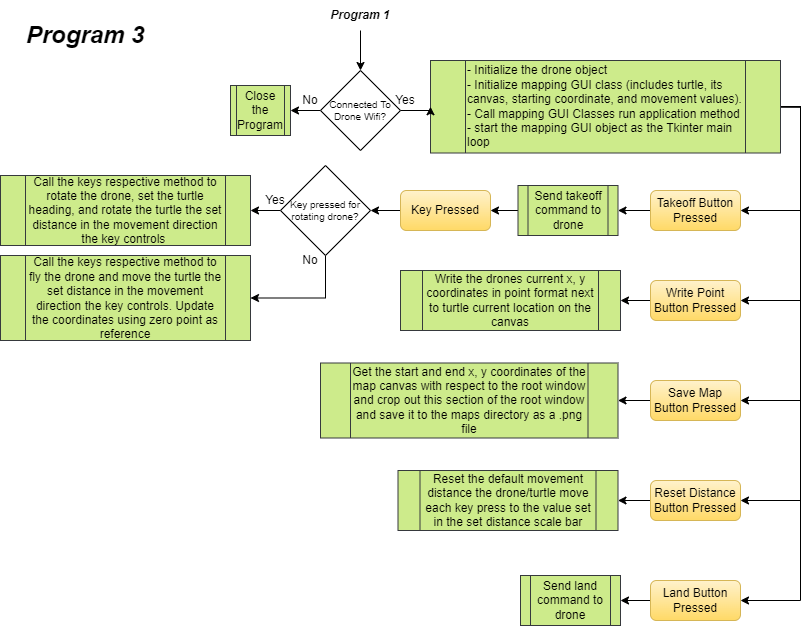 Program 1
Program 3
Close
the
Program
No
Connected To
Drone Wifi?
Yes
- Initialize the drone object
- Initialize mapping GUI class (includes turtle, its
canvas, starting coordinate, and movement values).
- Call mapping GUI Classes run application method
- start the mapping GUI object as the Tkinter main
loop
Call the keys respective method to
rotate the drone, set the turtle
heading, and rotate the turtle the set
distance in the movement direction
the key controls
Yes
Key pressed for
rotating drone?
No
Key Pressed
Send takeoff
command to
drone
Takeoff Button
Pressed
Call the keys respective method to
fly the drone and move the turtle the
set distance in the movement
direction the key controls. Update
the coordinates using zero point as
reference
Write the drones current x, y
coordinates in point format next
to turtle current location on the
canvas
Write Point
Button Pressed
Get the start and end x, y coordinates of the
map canvas with respect to the root window
and crop out this section of the root window
and save it to the maps directory as a .png
file
Save Map
Button Pressed
Reset the default movement
distance the drone/turtle move
each key press to the value set
in the set distance scale bar
Reset Distance
Button Pressed
Send land
command to
drone
Land Button
Pressed